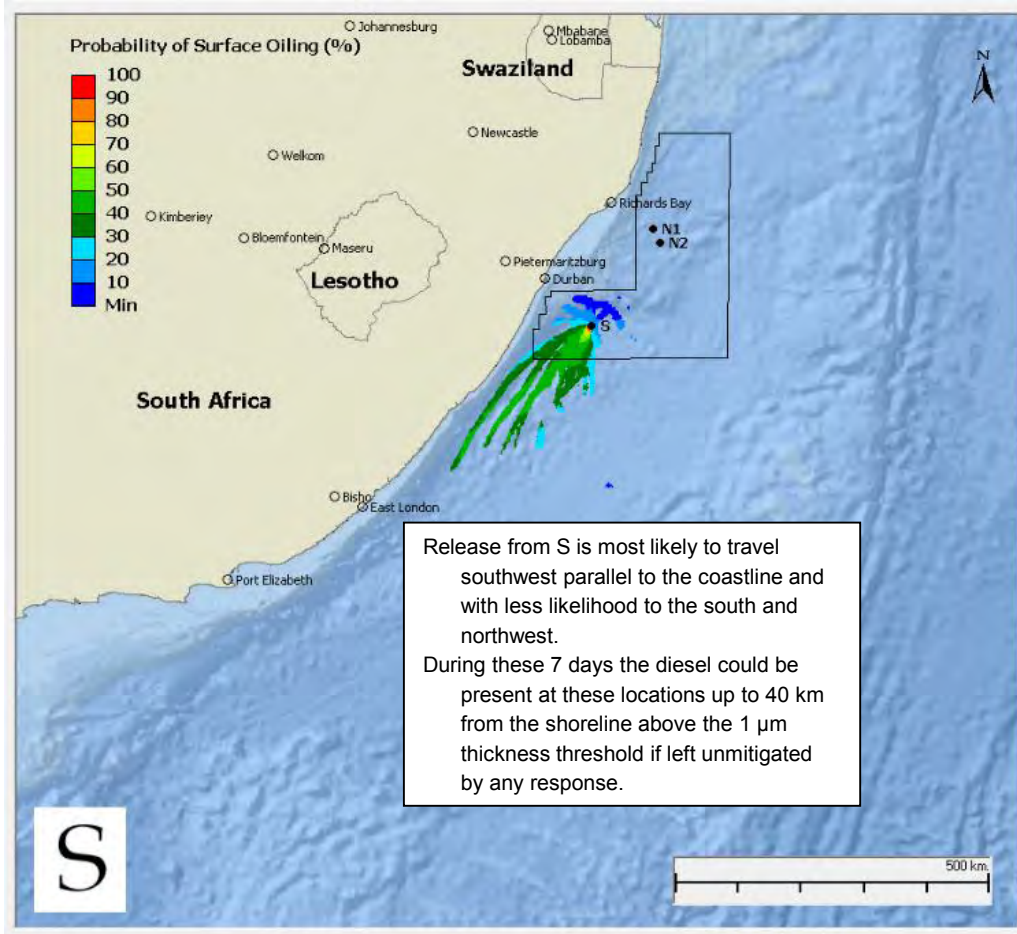 Johannesburg
Mbabane
Lobamba
Probability of Surface Oiling (%)
100
90
80
70
60
50
40
30
20
10
Min
Swaziland
N
Newcastle
Welkom
Kimberley
Richards Bay
Bloemfontein
Maseru
N1
N2
Pietermaritzburg
Lesotho
Durban
S
South Africa
Bisho
East London
Port Elizabeth
Release from S is most likely to travel
southwest parallel to the coastline and
with less likelihood to the south and
northwest.
During these 7 days the diesel could be
present at these locations up to 40 km
from the shoreline above the 1 µm
thickness threshold if left unmitigated
by any response.
S
500 km.